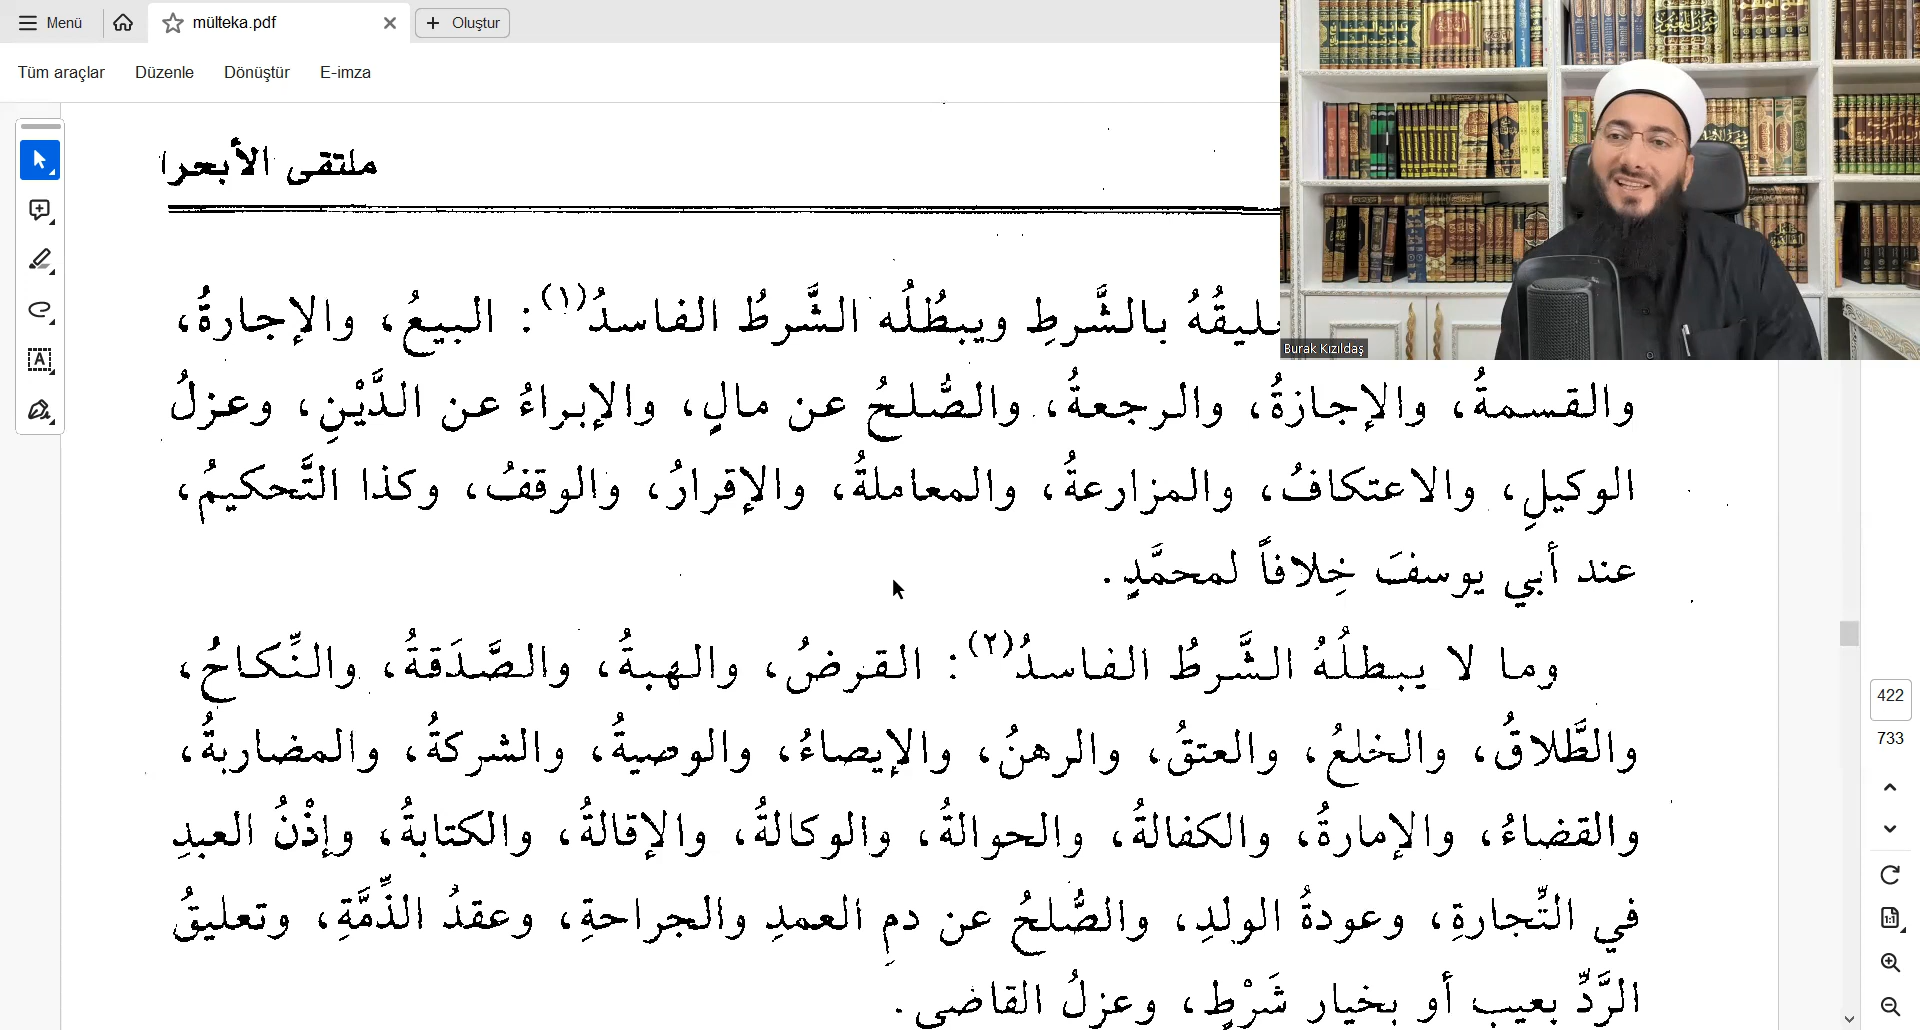 Menü
mülteka.pdf
Oluştur
Tüm araçlar
Düzenle
Dönüştür
E-imza
ملتقى الأبحرا
بالشَّرطِ ويبطُلُه الشَّرطُ الفاسدُ(١): البيعُ، والإجارةُ،
والقسمةُ، والإجازةُ، والرجعةُ، والصُّلحُ عن مالٍ، والإبراءُ عن الدَّيْنِ، وعزلُ
الوكيلِ، والاعتكافُ، والمزارعةُ، والمعاملةُ، والإقرارُ، والوقفُ، وكذا التَّحكيمُ،
عند أبي يوسفَ خِلافاً لمحمَّدٍ.
وما لا يبطلُهُ الشَّرطُ الفاسدُ(٢): القرضُ، والهبةُ، والصَّدَقةُ، والنِّكاحُ،
والطَّلاقُ، والخلعُ، والعتقُ، والرهنُ، والإيصاءُ، والوصيةُ، والشركةُ، والمضاربةُ،
والقضاءُ، والإمارةُ، والكفالةُ، والحوالةُ، والوكالةُ، والإقالةُ، والكتابةُ، وإذْنُ العبدِ
في التِّجارةِ، وعودةُ الولدِ، والصُّلحُ عن دمِ العمدِ والجراحةِ، وعقدُ الذِّمَّةِ، وتعليقُ
الرَّدِّ بعيب أو بخيار شَرْطٍ، وعزلُ القاضي.
Burak Kızıldaş
422
733